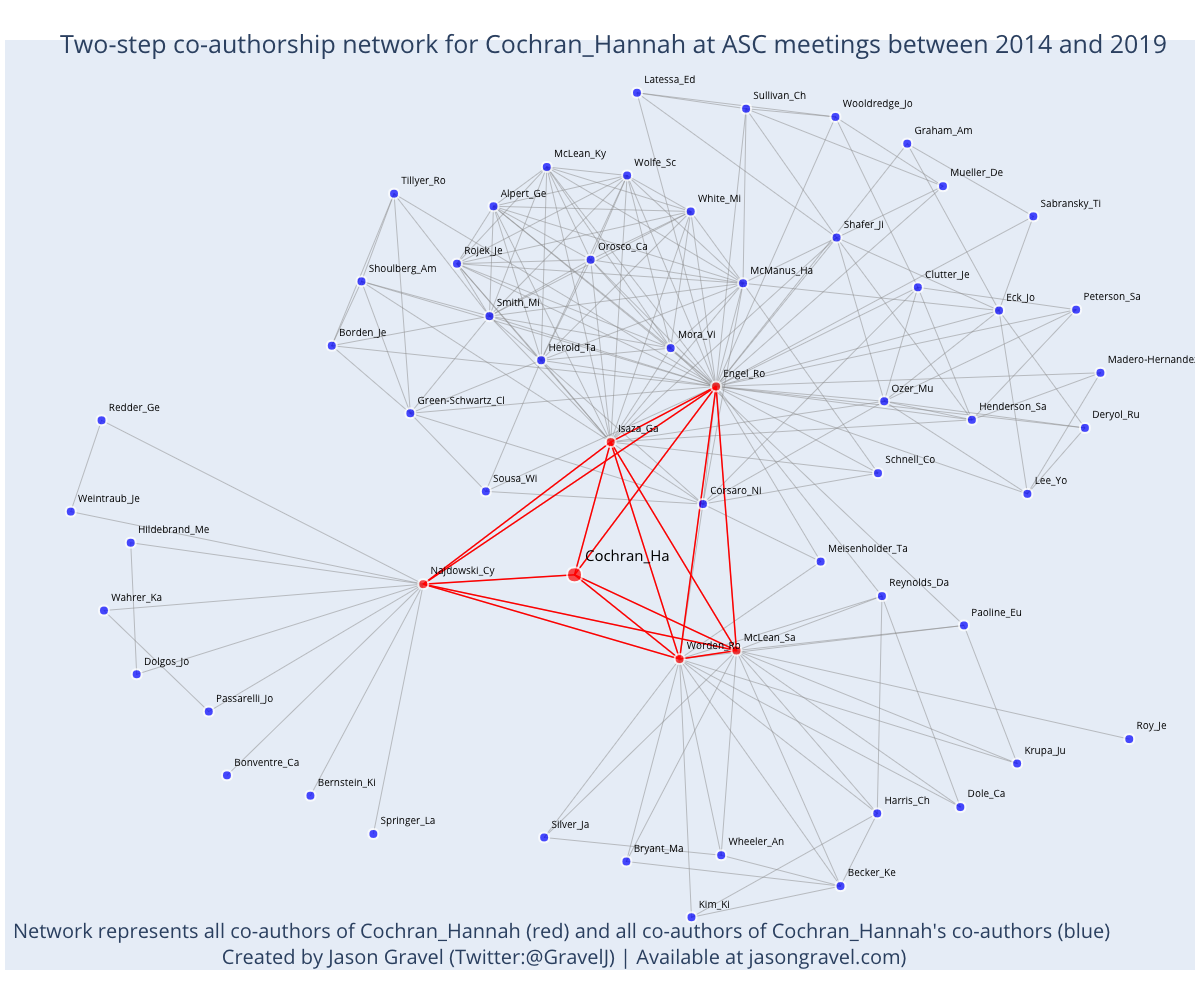 Two-step co-authorship network for Cochran_Hannah at ASC meetings between 2014 and 2019
Latessa_Ed
Sullivan_Ch
Wooldredge_Jo
Graham_Am
McLean_Ky
Wolfe_Sc
Mueller_De
Tillyer_Ro
Alpert_Ge
White_Mi
Sabransky_Ti
Shafer_Ji
Rojek_Je
Orosco_Ca
Shoulberg_Am
McManus_Ha
Clutter_Je
Smith_Mi
Eck_Jo
Peterson_Sa
Borden_Je
Herold_Ta
Mora_Vi
Madero-Hernandez
Engel_Ro
Redder_Ge
Green-Schwartz_Cl
Ozer_Mu
Henderson_Sa
Deryol_Ru
Isaza_Ga
Schnell_Co
Weintraub_Je
Sousa_Wi
Corsaro_Ni
Lee_Yo
Hildebrand_Me
Cochran_Ha
Meisenholder_Ta
Najdowski_Cy
Wahrer_Ka
Reynolds_Da
Paoline_Eu
Worden_Ro
McLean_Sa
Dolgos_Jo
Passarelli_Jo
Roy_Je
Bonventre_Ca
Krupa_Ju
Bernstein_Ki
Harris_Ch
Dole_Ca
Springer_La
Silver_Ja
Bryant_Ma
Wheeler_An
Becker_Ke
Kim_Ki
Network represents all co-authors of Cochran_Hannah (red) and all co-authors of Cochran_Hannah's co-authors (blue)
Created by Jason Gravel (Twitter:@GravelJ) | Available at jasongravel.com)